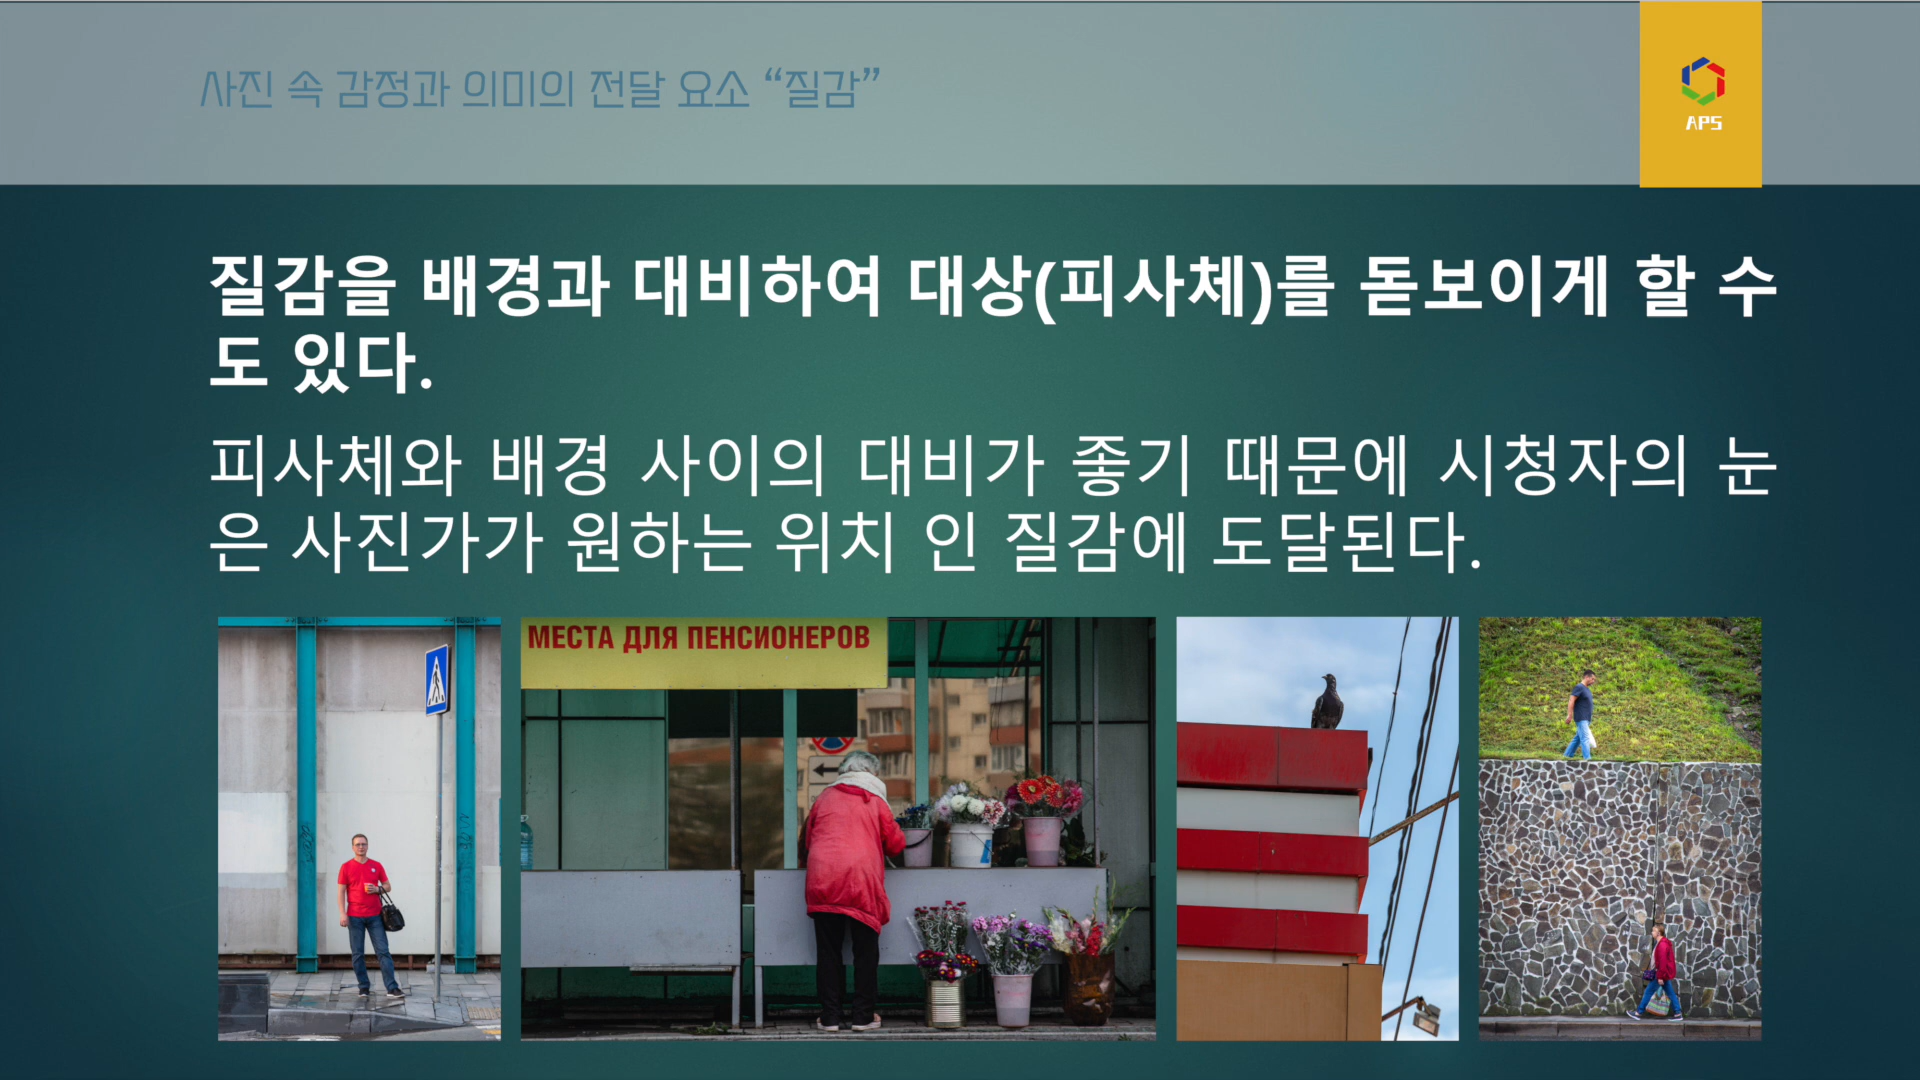 사진 속 감정과 의미의 전달 요소 “질감”
APS
질감을 배경과 대비하여 대상(피사체)를 돋보이게 할 수
도 있다.
피사체와 배경 사이의 대비가 좋기 때문에 시청자의 눈
은 사진가가 원하는 위치 인 질감에 도달된다.
МЕСТА ДЛЯ ПЕНСИОНЕРОВ